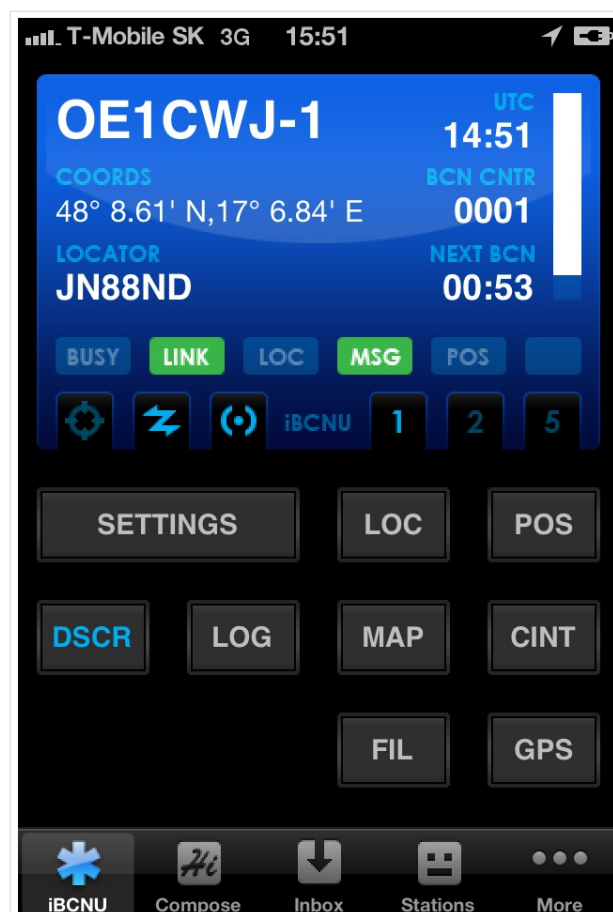 T-Mobile SK 3G 15:51
OE1CWJ-1
UTC
14:51
COORDS
48° 8.61' N,17° 6.84' E
BCN CNTR
0001
LOCATOR
JN88ND
NEXT BCN
00:53
BUSY LINK LOC MSG POS
iBCNU 1 2 5
SETTINGS LOC POS
DSCR LOG MAP CINT
FIL GPS
Hi
iBCNU Compose Inbox Stations More